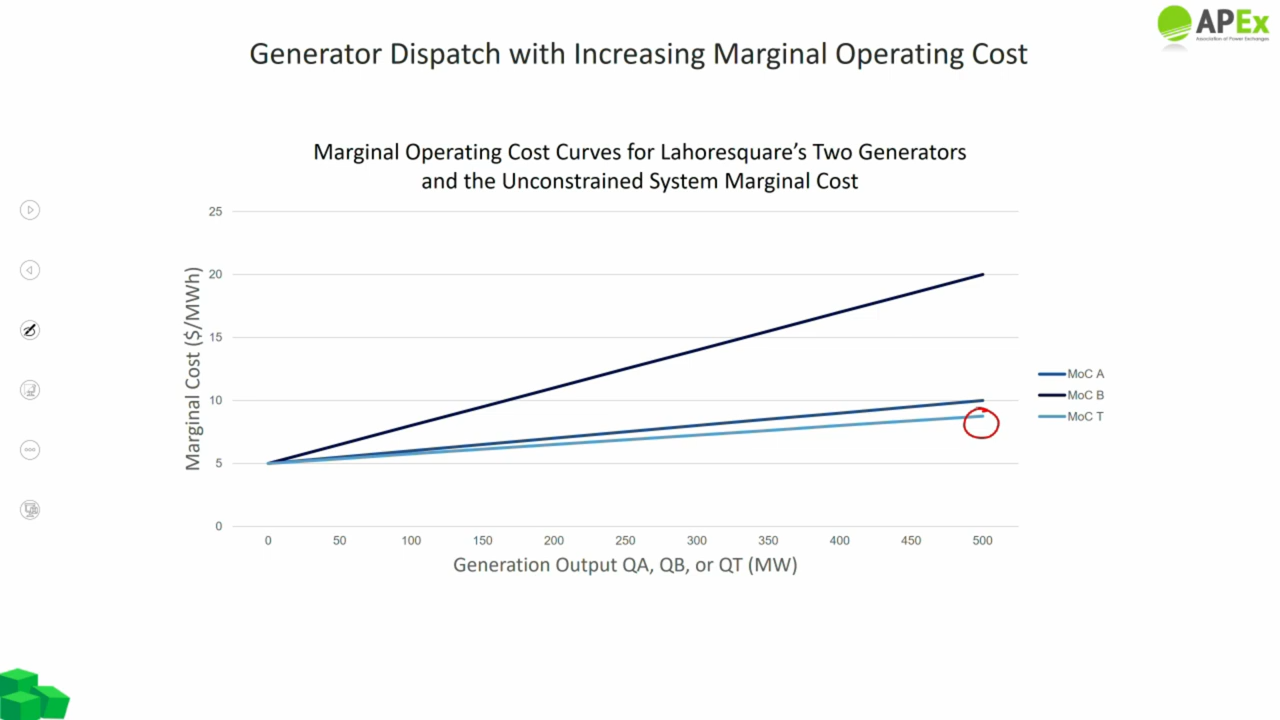 APEx
Association of Power Exchanges
Generator Dispatch with Increasing Marginal Operating Cost
Marginal Operating Cost Curves for Lahoresquare’s Two Generators
and the Unconstrained System Marginal Cost
25
20
15
10
5
0
Marginal Cost ($/MWh)
0 50 100 150 200 250 300 350 400 450 500
Generation Output QA, QB, or QT (MW)
MoC A
MoC B
MoC T